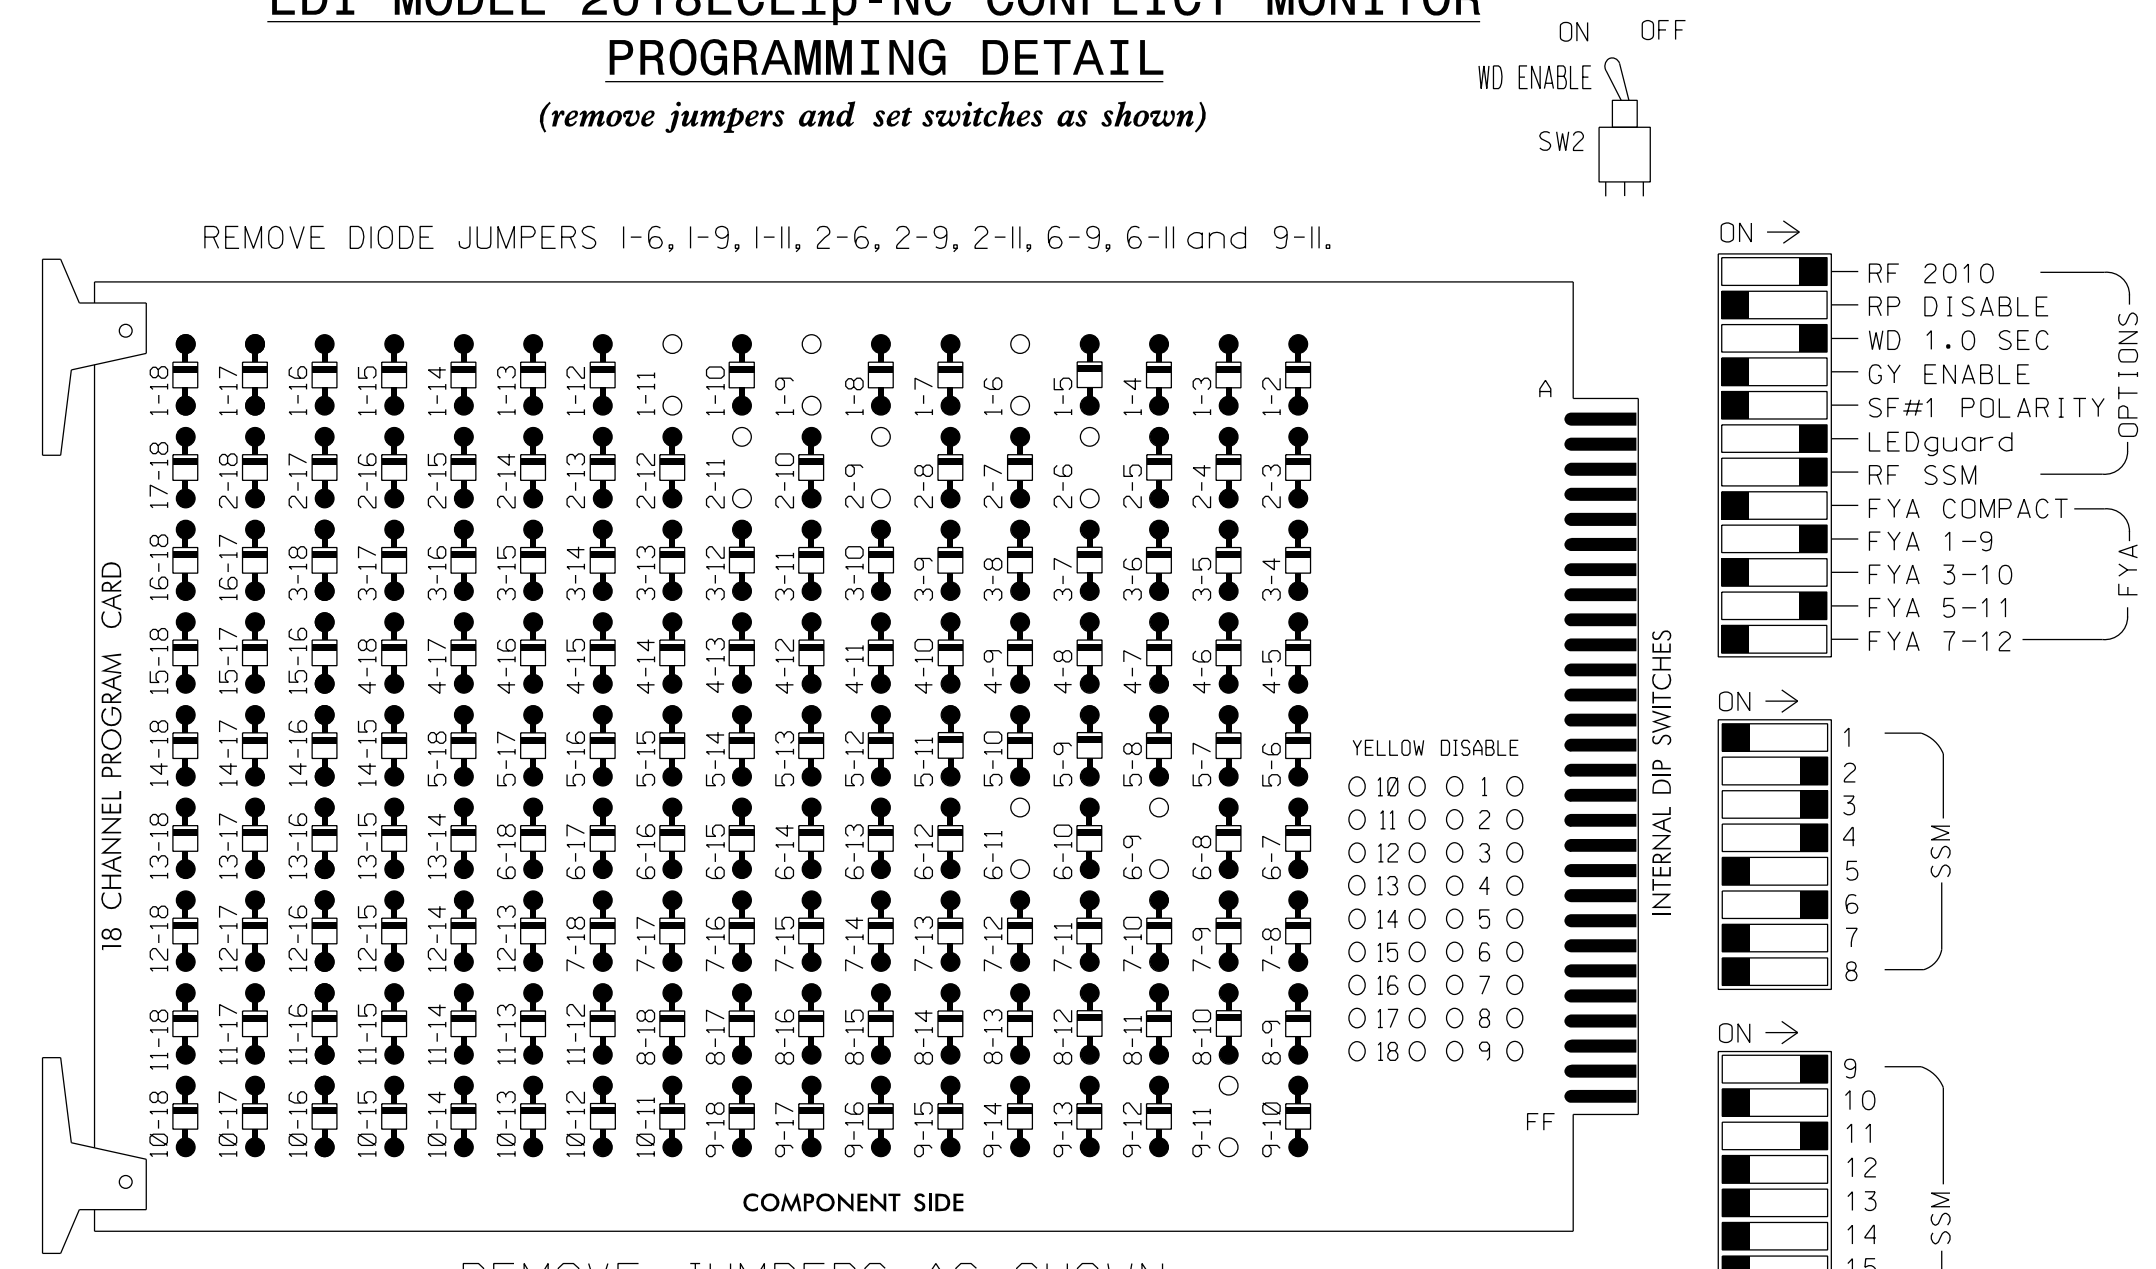 EDI MODEL 2018ECLip-NC CONFLICT MONITOR
PROGRAMMING DETAIL
(remove jumpers and set switches as shown)
ON OFF
WD ENABLE
SW2
REMOVE DIODE JUMPERS 1-6, 1-9, 1-11, 2-6, 2-9, 2-11, 6-9, 6-11 and 9-11.
1-18 1-17 1-16 1-15 1-14 1-13 1-12 1-11 1-10 1-9 1-8 1-7 1-6 1-5 1-4 1-3 1-2
17-18 2-18 2-17 2-16 2-15 2-14 2-13 2-12 2-11 2-10 2-9 2-8 2-7 2-6 2-5 2-4 2-3
16-18 16-17 3-18 3-17 3-16 3-15 3-14 3-13 3-12 3-11 3-10 3-9 3-8 3-7 3-6 3-5 3-4
15-18 15-17 15-16 4-18 4-17 4-16 4-15 4-14 4-13 4-12 4-11 4-10 4-9 4-8 4-7 4-6 4-5
14-18 14-17 14-16 14-15 5-18 5-17 5-16 5-15 5-14 5-13 5-12 5-11 5-10 5-9 5-8 5-7 5-6
13-18 13-17 13-16 13-15 13-14 6-18 6-17 6-16 6-15 6-14 6-13 6-12 6-11 6-10 6-9 6-8 6-7
12-18 12-17 12-16 12-15 12-14 12-13 7-18 7-17 7-16 7-15 7-14 7-13 7-12 7-11 7-10 7-9 7-8
11-18 11-17 11-16 11-15 11-14 11-13 11-12 8-18 8-17 8-16 8-15 8-14 8-13 8-12 8-11 8-10 8-9
10-18 10-17 10-16 10-15 10-14 10-13 10-12 10-11 9-18 9-17 9-16 9-15 9-14 9-13 9-12 9-11 9-10
18 CHANNEL PROGRAM CARD
COMPONENT SIDE
A
FF
YELLOW DISABLE
10 1
11 2
12 3
13 4
14 5
15 6
16 7
17 8
18 9
INTERNAL DIP SWITCHES
ON
RF 2010
RP DISABLE
WD 1.0 SEC
GY ENABLE
SF#1 POLARITY
LEDguard
RF SSM
OPTIONS
FYA COMPACT
FYA 1-9
FYA 3-10
FYA 5-11
FYA 7-12
FYA
ON
1
2
3
4
5
6
7
8
SSM
ON
9
10
11
12
13
14
15
SSM
REMOVE JUMPERS AS SHOWN